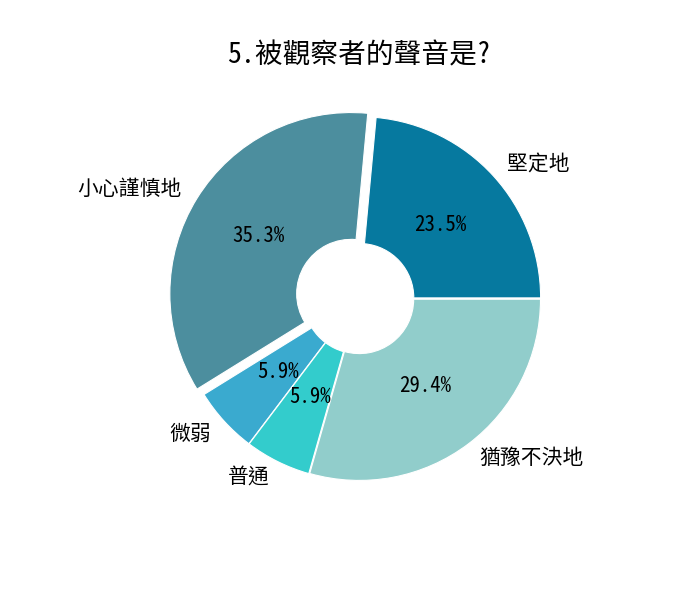 5.被觀察者的聲音是?
堅定地
小心謹慎地
23.5%
35.3%
5.9%
29.4%
5.9%
微弱
猶豫不決地
普通